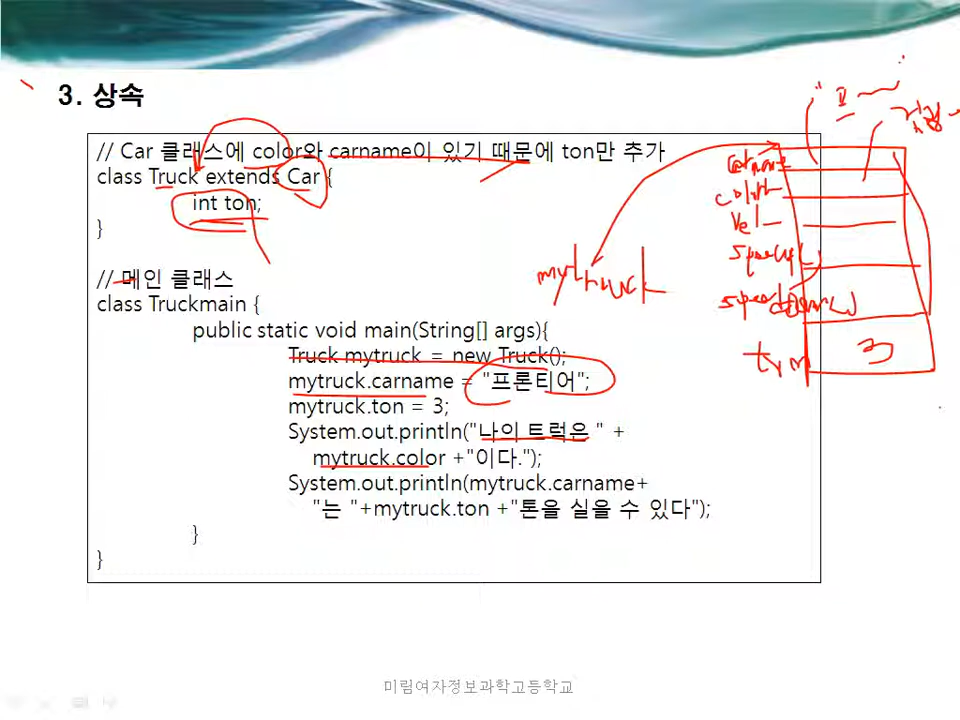 3. 상속
// Car 클래스에 color와 carname이 있기 때문에 ton만 추가
class Truck extends Car {
int ton;
}
// 메인 클래스
class Truckmain {
public static void main(String[] args){
Truck mytruck = new Truck();
mytruck.carname = "프론티어";
mytruck.ton = 3;
System.out.println("나의 트럭은 " +
mytruck.color +"이다.");
System.out.println(mytruck.carname+
"는 "+mytruck.ton +"톤을 실을 수 있다");
}
}
mytruck
carname
color
vel
3
미림여자정보과학고등학교